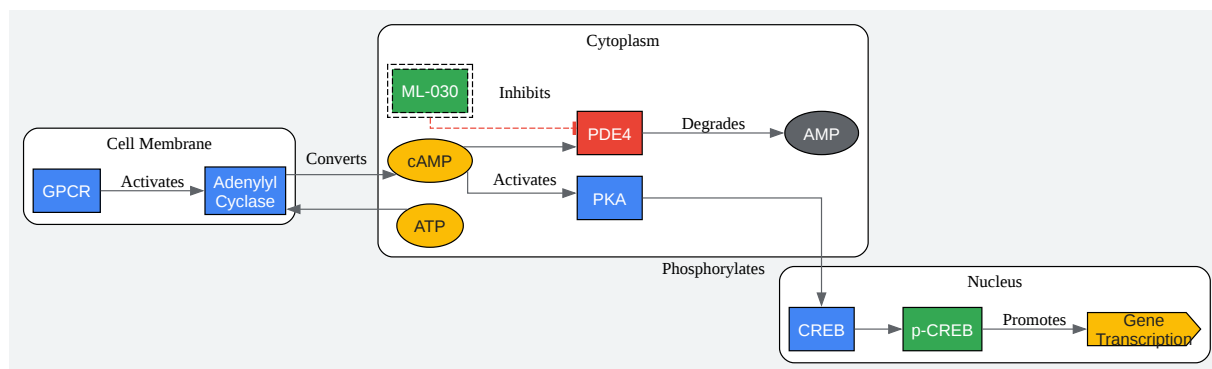 Cytoplasm
ML-030
Inhibits
PDE4
Degrades
AMP
Cell Membrane
GPCR
Activates
Adenylyl
Cyclase
Converts
cAMP
Activates
PKA
ATP
Phosphorylates
Nucleus
CREB
p-CREB
Promotes
Gene
Transcription